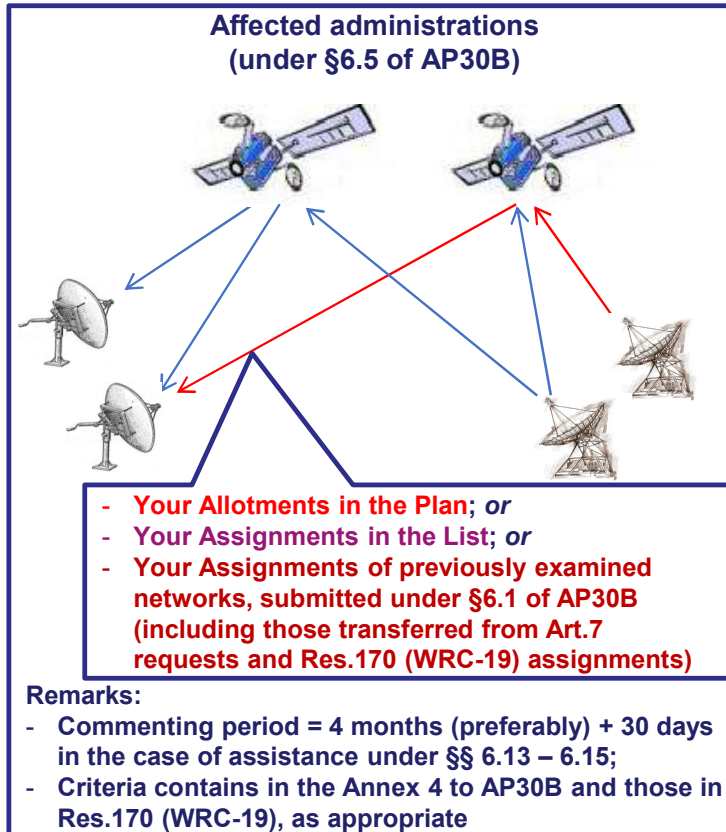 Affected administrations
(under §6.5 of AP30B)
- Your Allotments in the Plan; or
- Your Assignments in the List; or
- Your Assignments of previously examined
networks, submitted under §6.1 of AP30B
(including those transferred from Art.7
requests and Res.170 (WRC-19) assignments)
Remarks:
- Commenting period = 4 months (preferably) + 30 days
in the case of assistance under §§ 6.13 – 6.15;
- Criteria contains in the Annex 4 to AP30B and those in
Res.170 (WRC-19), as appropriate